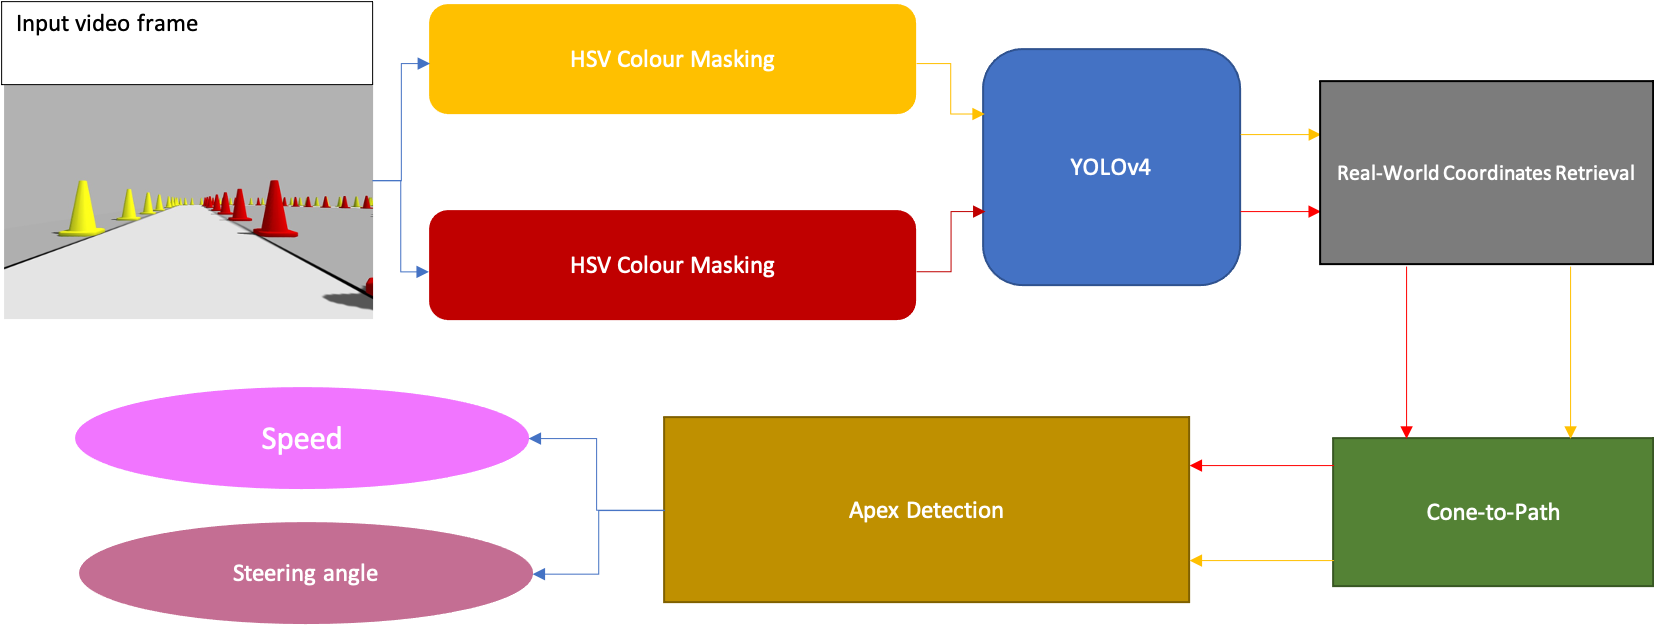 Input video frame
HSV Colour Masking
YOLOv4
Real-World Coordinates Retrieval
HSV Colour Masking
Speed
Apex Detection
Cone-to-Path
Steering angle